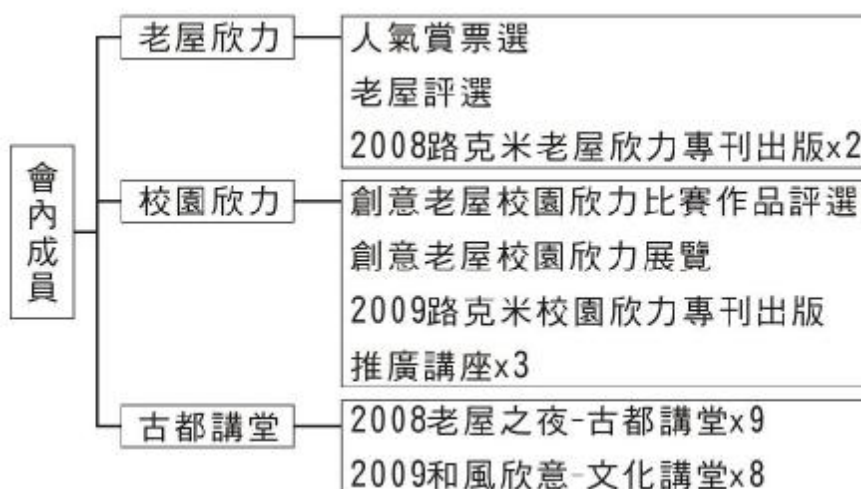 會內成員
老屋欣力
人氣賞票選
老屋評選
2008路克米老屋欣力專刊出版x2
校園欣力
創意老屋校園欣力比賽作品評選
創意老屋校園欣力展覽
2009路克米校園欣力專刊出版
推廣講座x3
古都講堂
2008老屋之夜-古都講堂x9
2009和風欣意-文化講堂x8